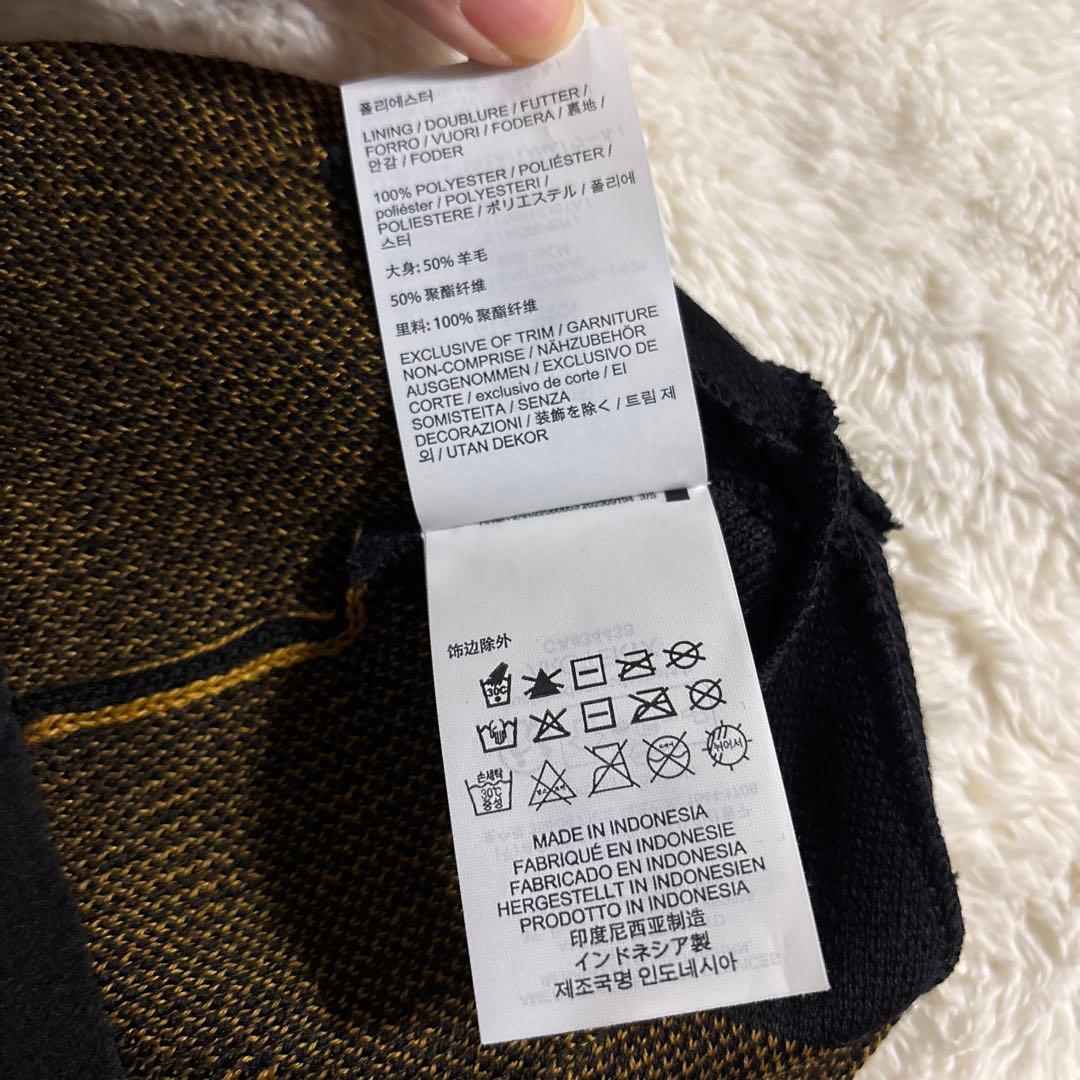 폴리에스터
LINING / DOUBLURE / FUTTER /
FORRO / VUORI / FODERA / 裏地 /
안감 / FODER
100% POLYESTER / POLIÉSTER /
poliéster / POLYESTERI /
POLIESTERE / ポリエステル / 폴리에
스터
大身: 50% 羊毛
50% 聚酯纤维
里料: 100% 聚酯纤维
EXCLUSIVE OF TRIM / GARNITURE
NON-COMPRISE / NÄHZUBEHÖR
AUSGENOMMEN / EXCLUSIVO DE
CORTE / exclusivo de corte / EI
SOMISTEITA / SENZA
DECORAZIONI / 装飾を除く / 트림 제
외 / UTAN DEKOR
3/5
饰边除外
30C
손세탁
30℃
중성
뉘어서
MADE IN INDONESIA
FABRIQUÉ EN INDONESIE
FABRICADO EN INDONESIA
HERGESTELLT IN INDONESIEN
PRODOTTO IN INDONESIA
印度尼西亚制造
インドネシア製
제조국명 인도네시아